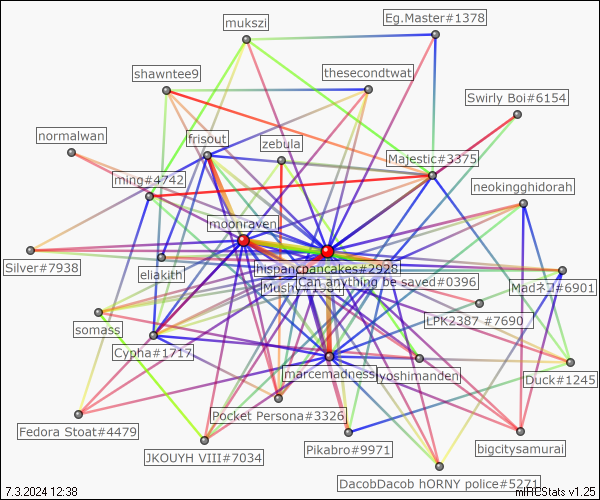 Eg.Master#1378
mukszi
shawntee9
thesecondtwat
Swirly Boi#6154
normalwan
frisout
zebula
Majestic#3375
ming#4742
neokingghidorah
moonraven
Silver#7938
eliakith
hispancpancakes#2928
Mushy#1984
Can anything be saved#0396
Madネコ#6901
LPK2387 #7690
somass
Cypha#1717
marcemadness
yoshimanden
Duck#1245
Pocket Persona#3326
Fedora Stoat#4479
JKOUYH VIII#7034
Pikabro#9971
bigcitysamurai
DacobDacob hORNY police#5271
7.3.2024 12:38
mIRCStats v1.25